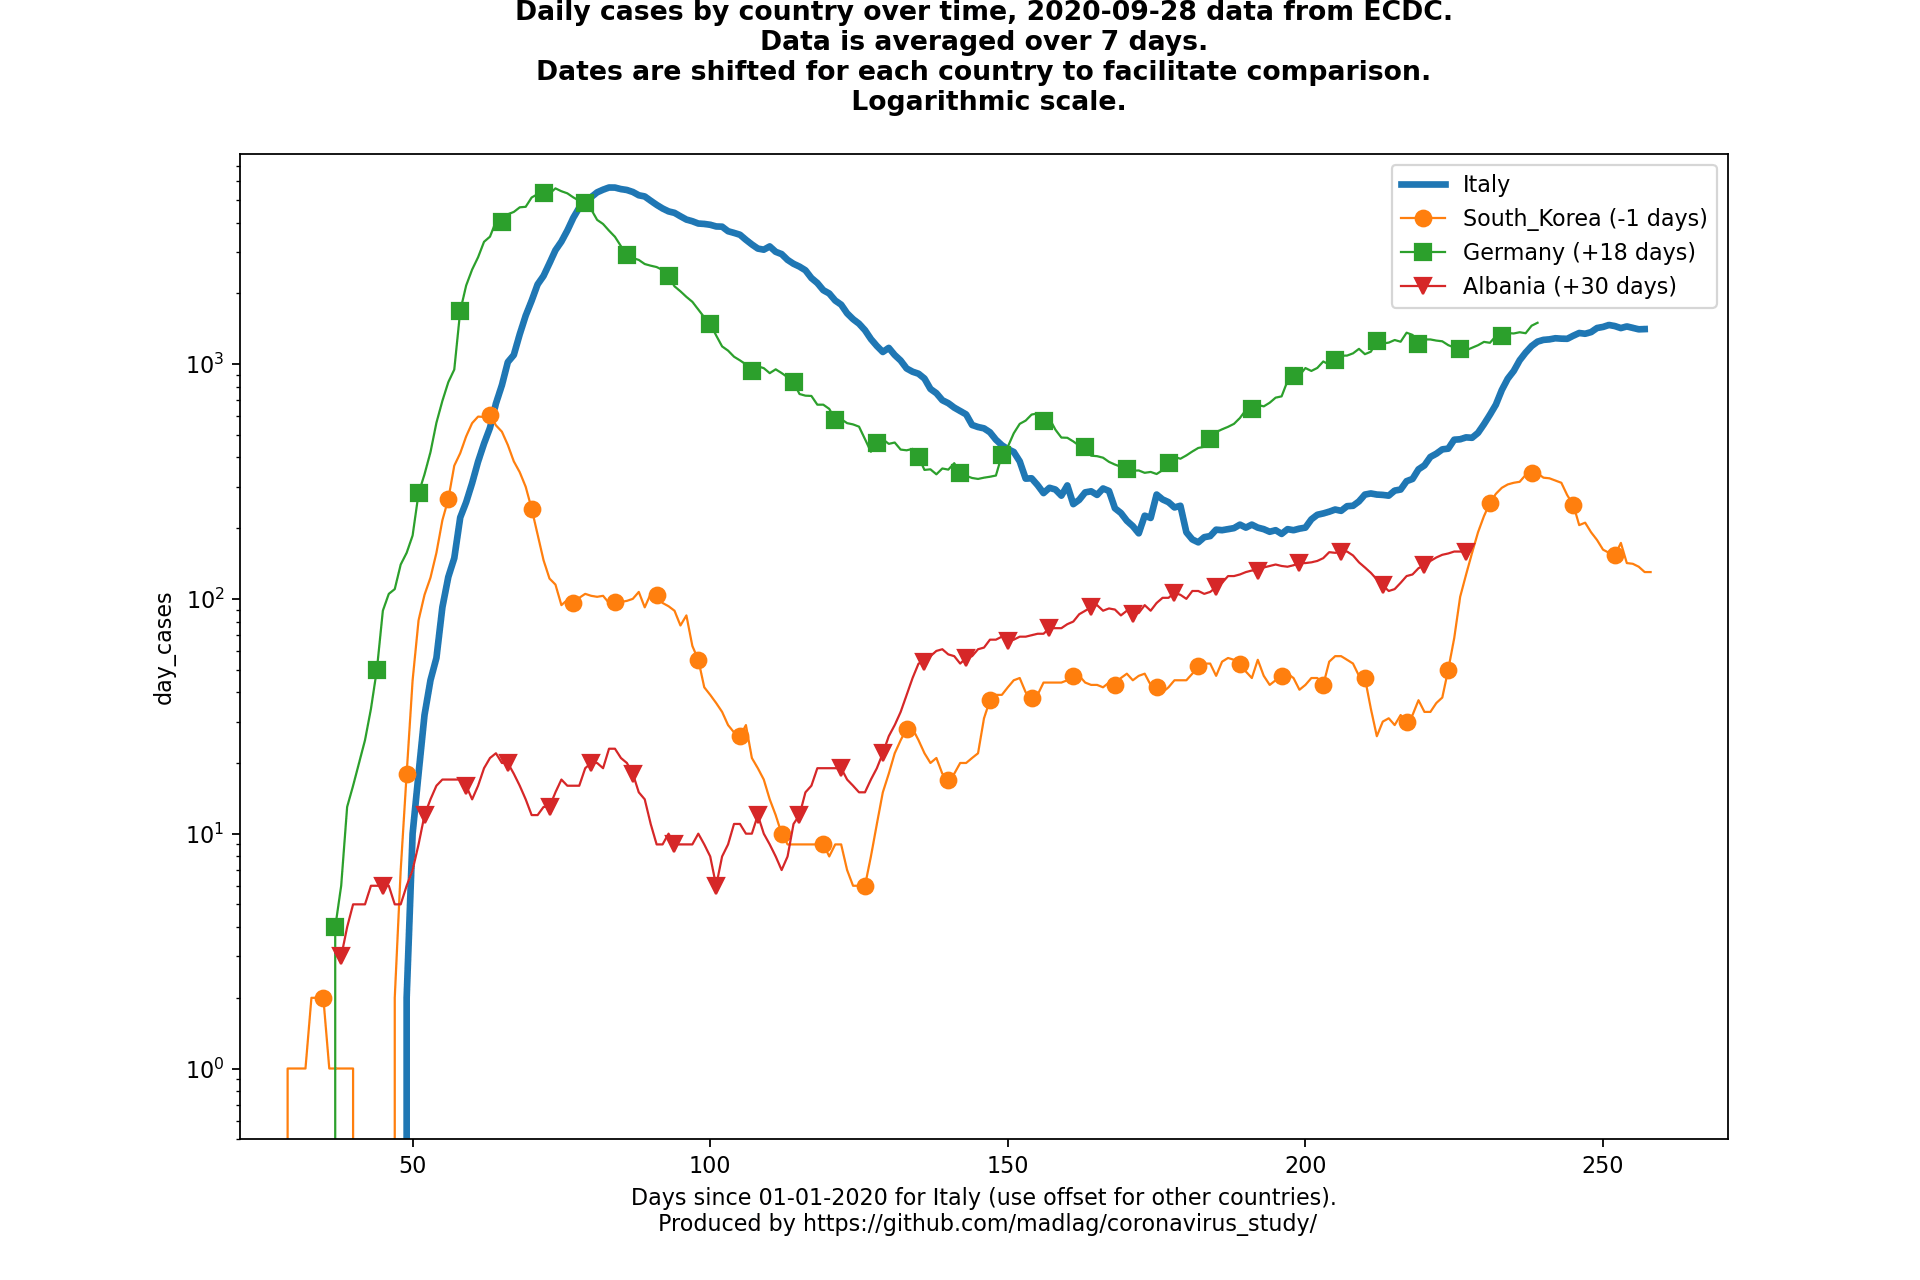 Daily cases by country over time, 2020-09-28 data from ECDC.
Data is averaged over 7 days.
Dates are shifted for each country to facilitate comparison.
Logarithmic scale.
Italy
South_Korea (-1 days)
Germany (+18 days)
Albania (+30 days)
day_cases
10³
10²
10¹
10⁰
50
100
150
200
250
Days since 01-01-2020 for Italy (use offset for other countries).
Produced by https://github.com/madlag/coronavirus_study/